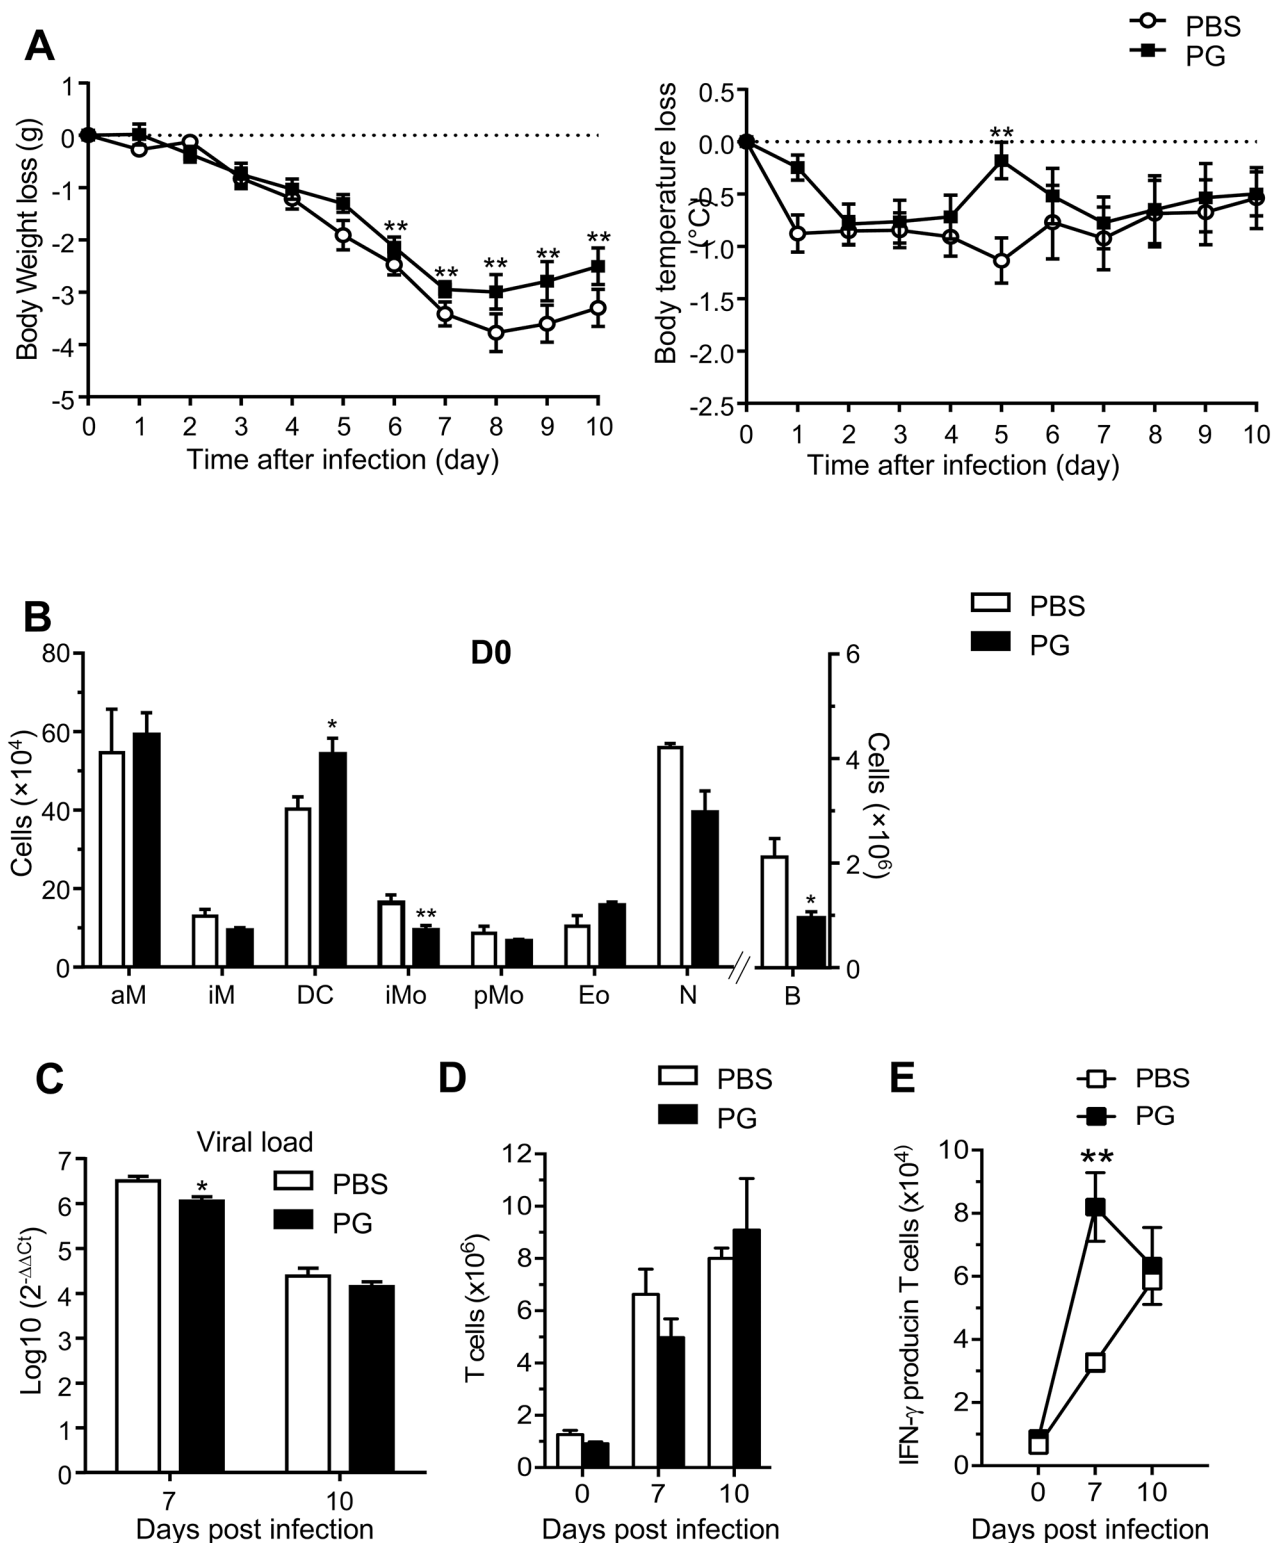 A
PBS
PG
Body Weight loss (g)
1
0
-1
-2
-3
-4
-5
**
**
**
**
**
0 1 2 3 4 5 6 7 8 9 10
Time after infection (day)
Body temperature loss
(°C)
0.5
0.0
-0.5
-1.0
-1.5
-2.0
-2.5
**
0 1 2 3 4 5 6 7 8 9 10
Time after infection (day)
B
D0
PBS
PG
Cells (×10⁴)
80
60
40
20
0
*
**
*
aM iM DC iMo pMo Eo N B
6
4
2
0
Cells (×10⁶)
C
Viral load
PBS
PG
Log10 (2-ΔΔCt)
7
6
5
4
3
2
1
0
*
7 10
Days post infection
D
PBS
PG
T cells (x10⁶)
12
10
8
6
4
2
0
0 7 10
Days post infection
E
PBS
PG
IFN-γ producin T cells (x10⁴)
10
8
6
4
2
0
**
0 7 10
Days post infection